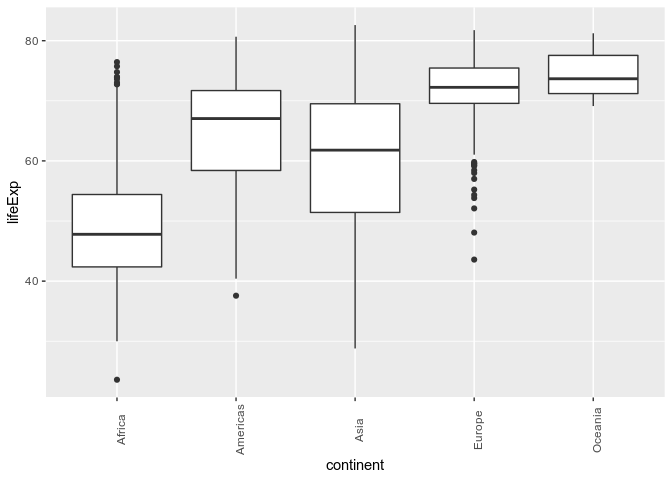 80
60
40
lifeExp
Africa
Americas
Asia
Europe
Oceania
continent